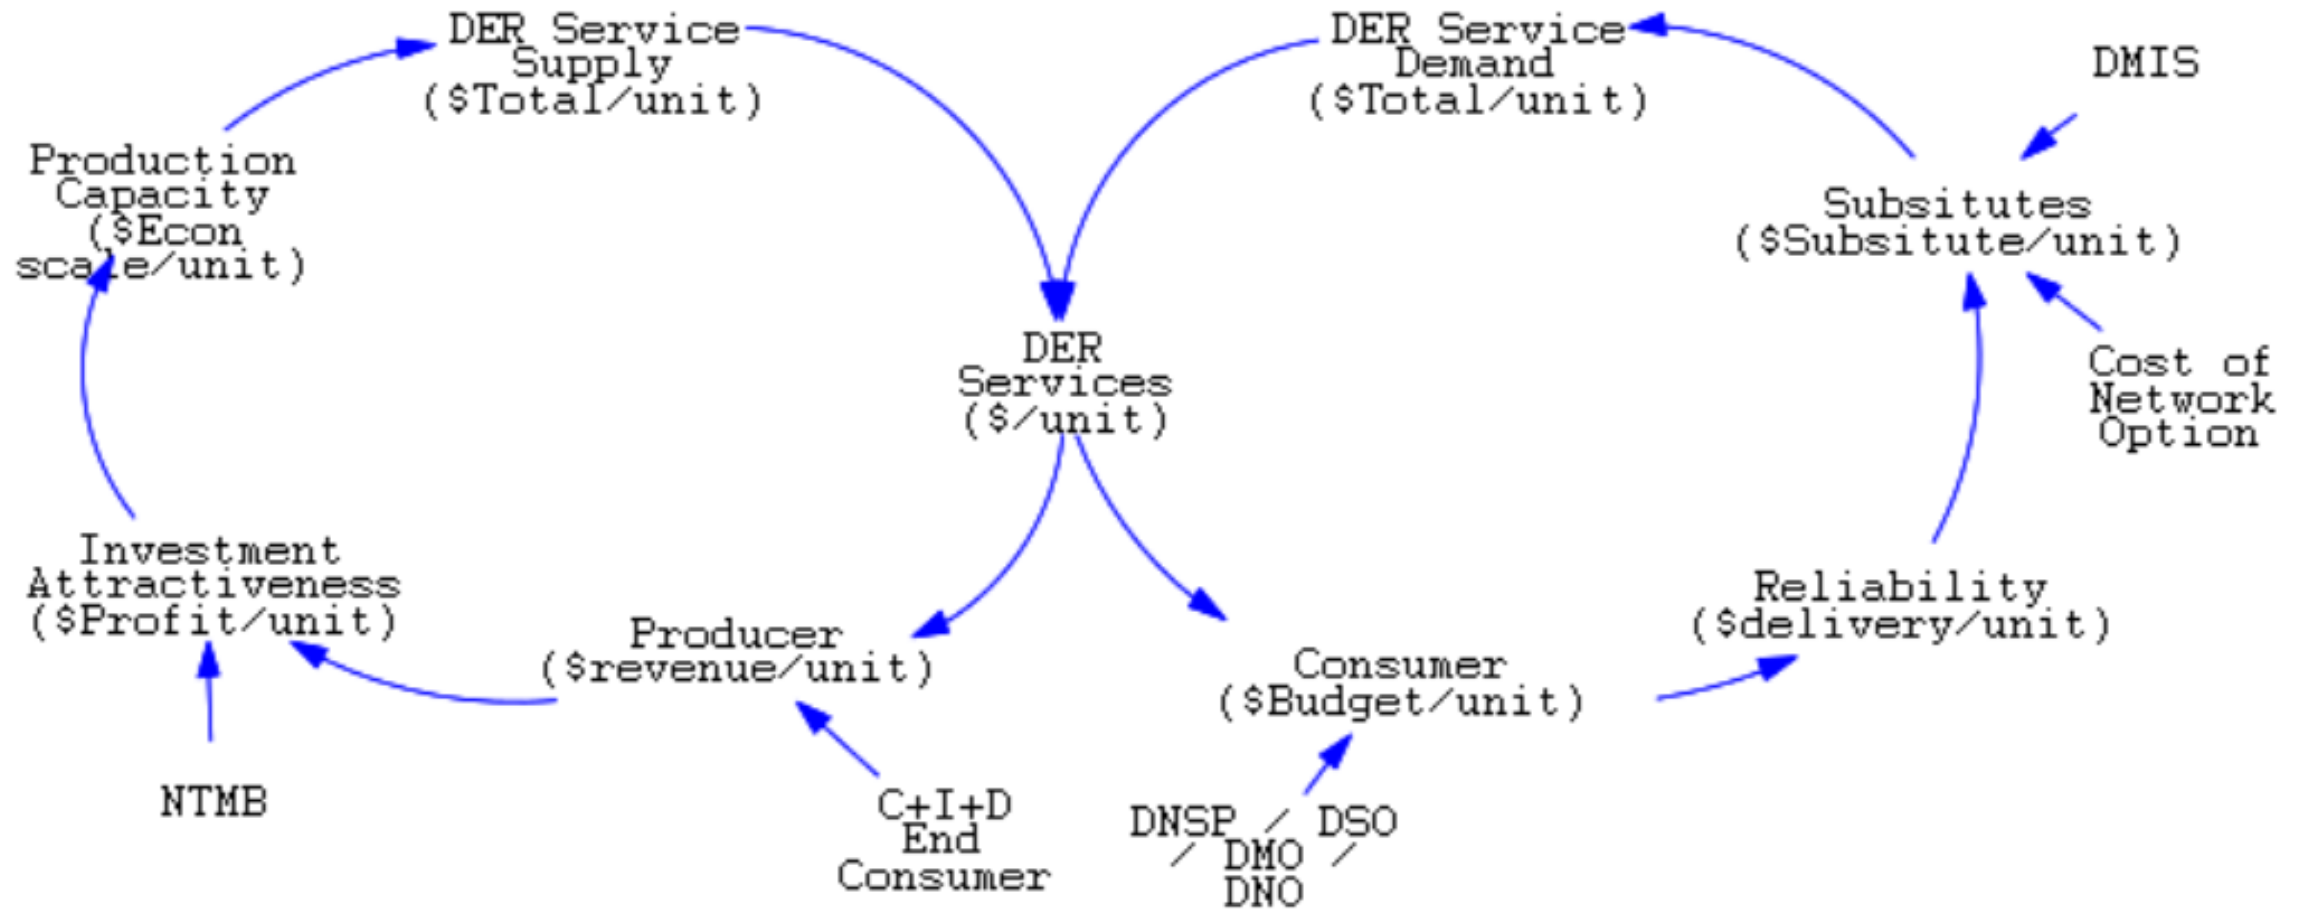 DER Service
Supply
($Total/unit)
DER Service
Demand
($Total/unit)
DMIS
Production
Capacity
($Econ
scale/unit)
Subsitutes
($Subsitute/unit)
DER
Services
($/unit)
Cost of
Network
Option
Investment
Attractiveness
($Profit/unit)
Producer
($revenue/unit)
Consumer
($Budget/unit)
Reliability
($delivery/unit)
NTMB
C+I+D
End
Consumer
DNSP / DSO
/ DMO /
DNO